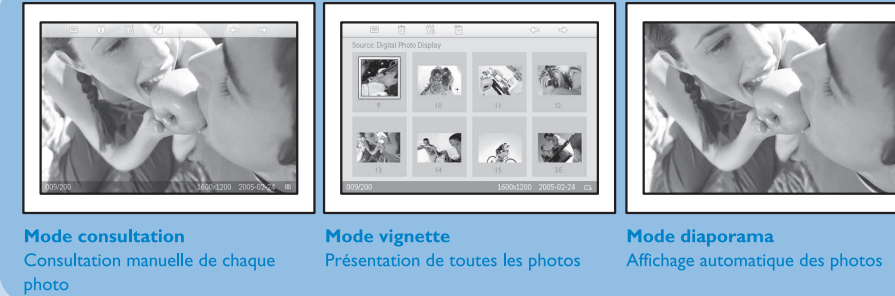 009/200 1600x1200 2005-02-24
Mode consultation
Consultation manuelle de chaque
photo
Source: Digital Photo Display
9 10 11 12
13 14 15 16
009/200 1600x1200 2005-02-24
Mode vignette
Présentation de toutes les photos
Mode diaporama
Affichage automatique des photos